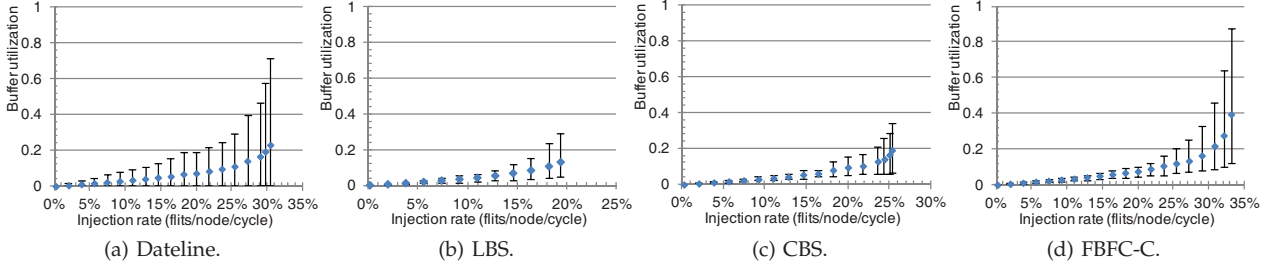 Buffer utilization
1
0.8
0.6
0.4
0.2
0
0% 5% 10% 15% 20% 25% 30% 35%
Injection rate (flits/node/cycle)
(a) Dateline.
Buffer utilization
1
0.8
0.6
0.4
0.2
0
0% 5% 10% 15% 20% 25%
Injection rate (flits/node/cycle)
(b) LBS.
Buffer utilization
1
0.8
0.6
0.4
0.2
0
0% 5% 10% 15% 20% 25% 30%
Injection rate (flits/node/cycle)
(c) CBS.
Buffer utilization
1
0.8
0.6
0.4
0.2
0
0% 5% 10% 15% 20% 25% 30% 35%
Injection rate (flits/node/cycle)
(d) FBFC-C.